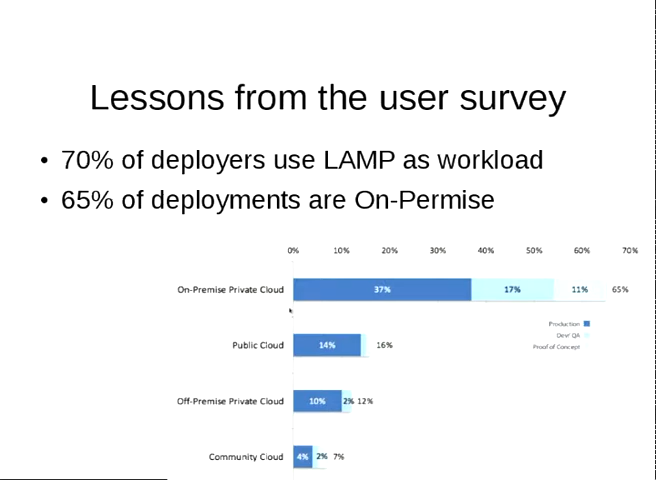 Lessons from the user survey
• 70% of deployers use LAMP as workload
• 65% of deployments are On-Permise
0% 10% 20% 30% 40% 50% 60% 70%
On-Premise Private Cloud 37% 17% 11% 65%
Production
Dev/ QA
Proof of Concept
Public Cloud 14% 16%
Off-Premise Private Cloud 10% 2% 12%
Community Cloud 4% 2% 7%